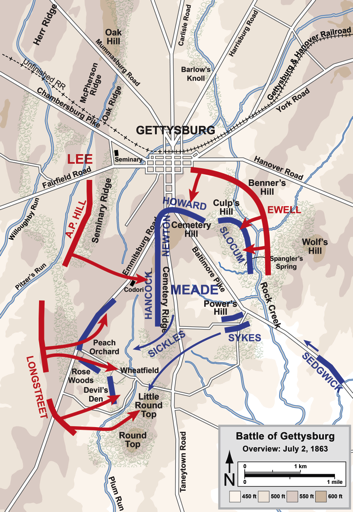 Herr Ridge
Oak
Hill
Carlisle Road
Harrisburg Road
Gettysburg & Hanover Railroad
Mummasburg Road
McPherson
Ridge
Oak Ridge
Unfinished RR
Chambersburg Pike
Barlow's
Knoll
York Road
GETTYSBURG
LEE
Seminary
Hanover Road
Fairfield Road
Benner's
Hill
Willoughby Run
A.P. HILL
Seminary Ridge
HOWARD
Culp's
Hill
EWELL
Emmitsburg Road
NEWTON
Cemetery
Hill
SLOCUM
Wolf's
Hill
Baltimore Pike
Spangler's
Spring
Pitzer's Run
Codori
HANCOCK
Cemetery Ridge
MEADE
Rock Creek
Power's
Hill
Peach
Orchard
SICKLES
SYKES
LONGSTREET
Rose
Woods
Wheatfield
SEDGWICK
Devil's
Den
Little
Round
Top
Round
Top
Plum Run
Taneytown Road
Battle of Gettysburg
Overview: July 2, 1863
N
0
1 km
0
1 mile
450 ft
500 ft
550 ft
600 ft